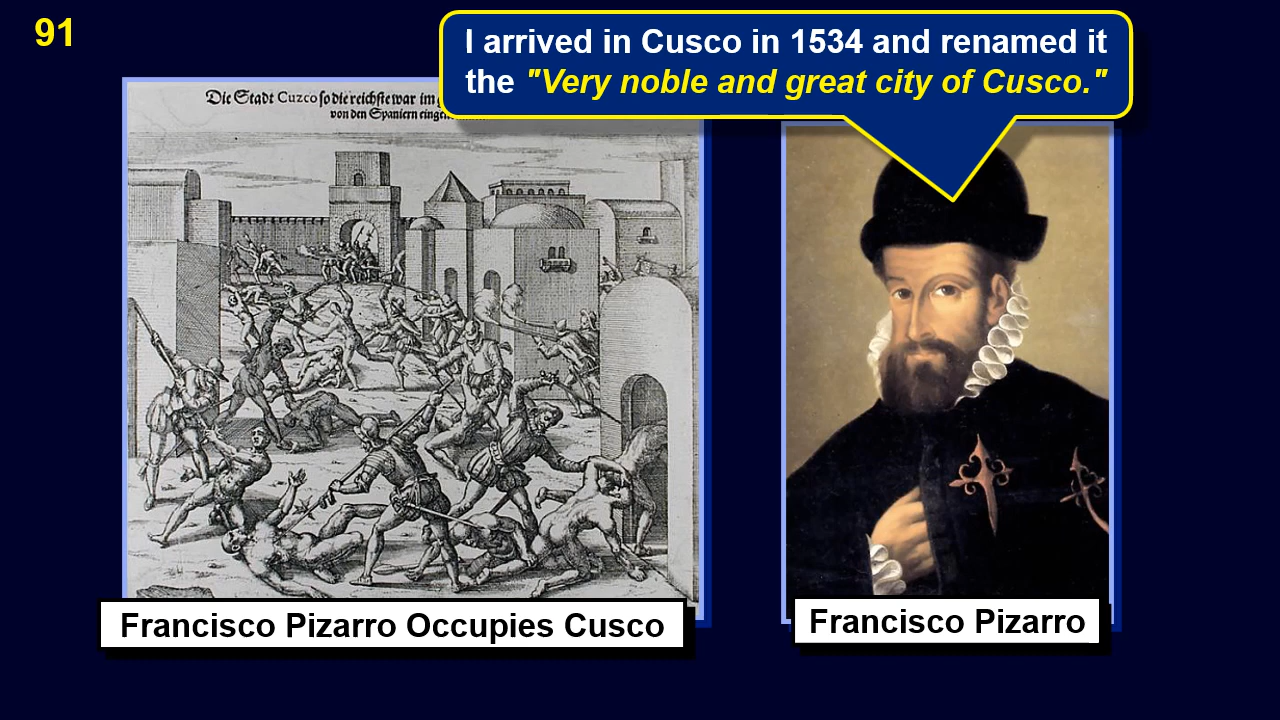 91
I arrived in Cusco in 1534 and renamed it
the "Very noble and great city of Cusco."
Die Stadt Cuzco so die reichste war im
von den Spaniern
Francisco Pizarro Occupies Cusco
Francisco Pizarro